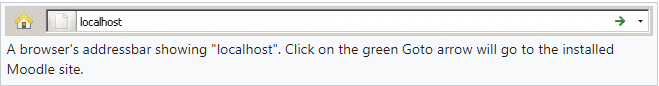 localhost
A browser's addressbar showing "localhost". Click on the green Goto arrow will go to the installed
Moodle site.